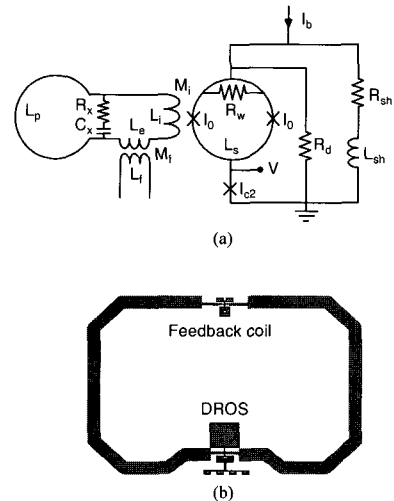 I_b
M_i
R_x
C_x
L_p
L_e
L_i
M_f
L_f
I_0
R_w
I_0
L_s
V
I_c2
R_d
R_sh
L_sh
(a)
Feedback coil
DROS
(b)